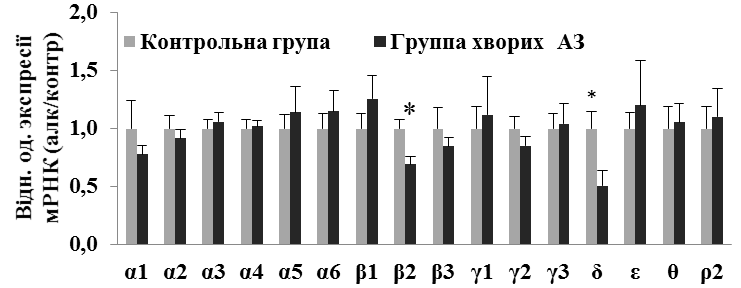 Відн. од. экспресії
мРНК (алк/контр)
2,0
1,5
1,0
0,5
0,0
Контрольна група
Группа хворих АЗ
*
*
α1 α2 α3 α4 α5 α6 β1 β2 β3 γ1 γ2 γ3 δ ε θ ρ2